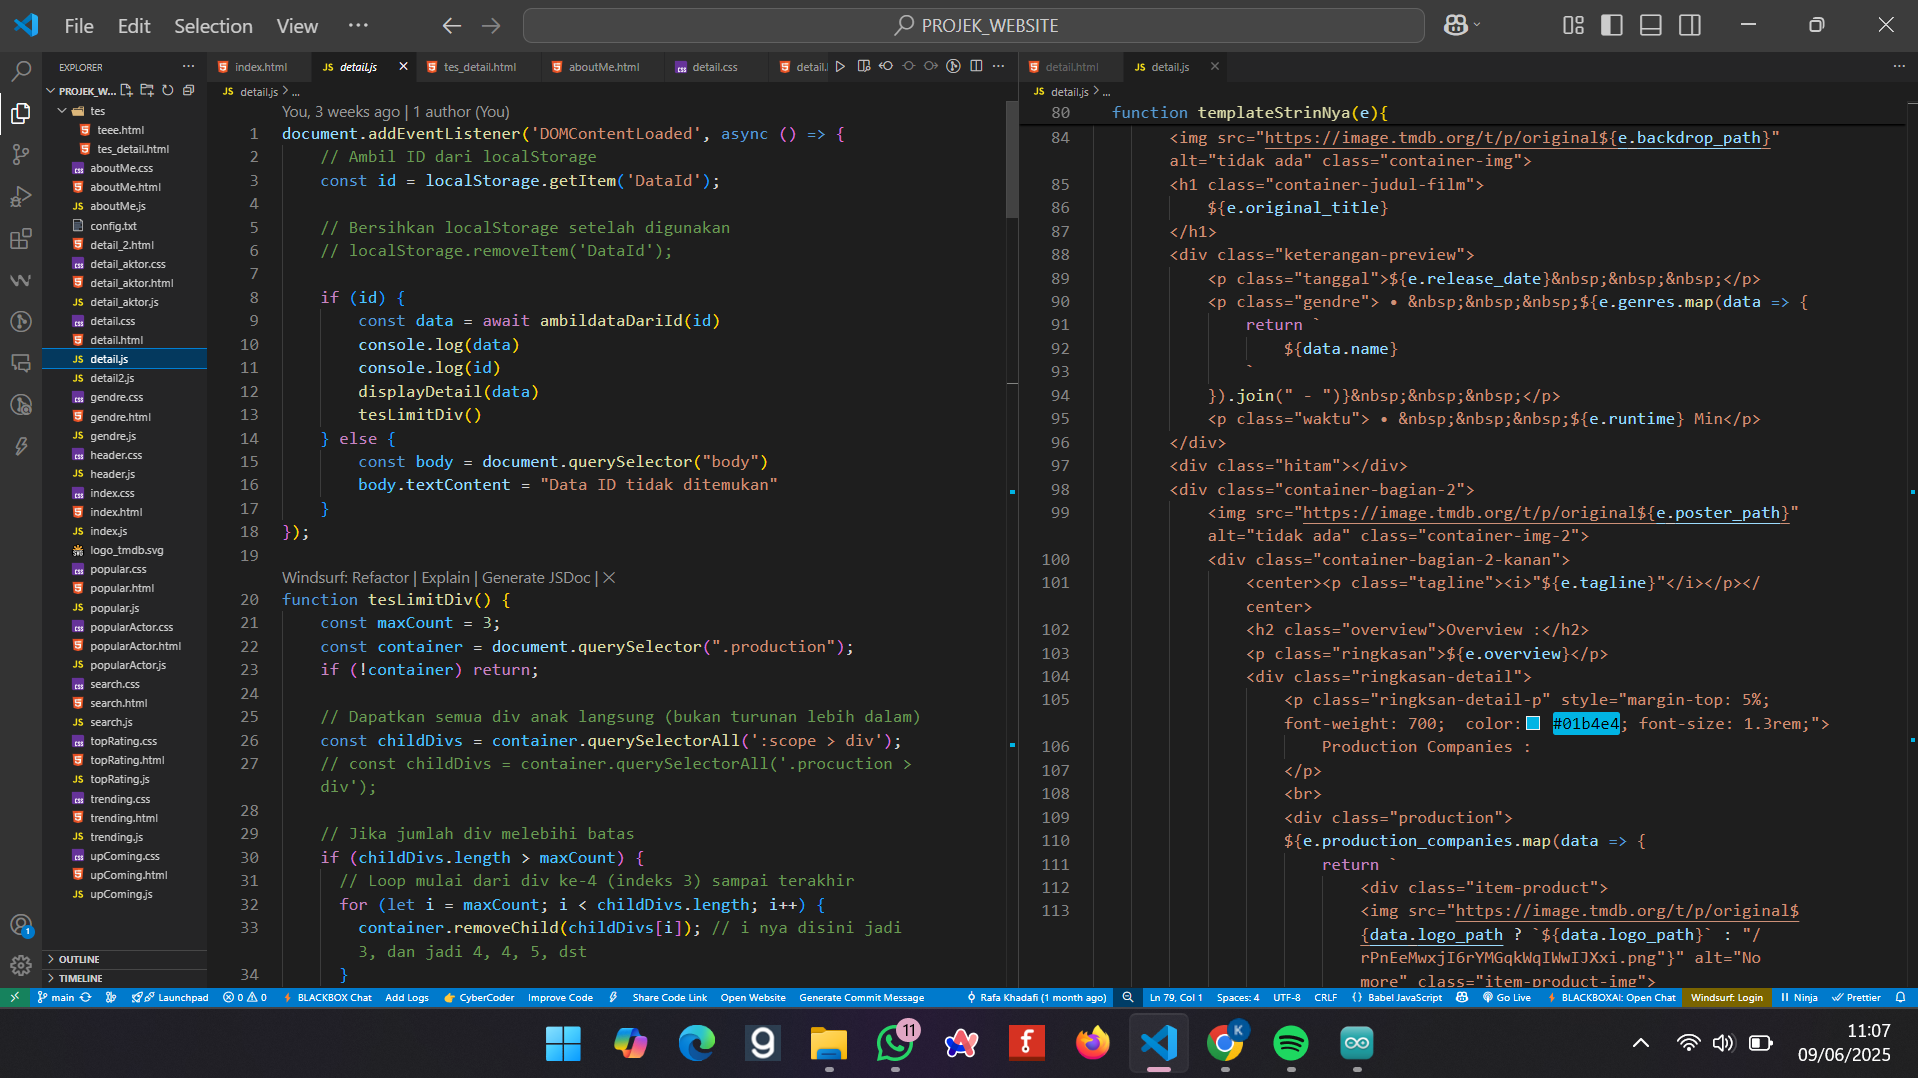 File Edit Selection View ··· PROJEK_WEBSITE
EXPLORER ···
PROJEK_W...
tes
teee.html
tes_detail.html
aboutMe.css
aboutMe.html
aboutMe.js
config.txt
detail_2.html
detail_aktor.css
detail_aktor.html
detail_aktor.js
detail.css
detail.html
detail.js
detail2.js
gendre.css
gendre.html
gendre.js
header.css
header.js
index.css
index.html
index.js
logo_tmdb.svg
popular.css
popular.html
popular.js
popularActor.css
popularActor.html
popularActor.js
search.css
search.html
search.js
topRating.css
topRating.html
topRating.js
trending.css
trending.html
trending.js
upComing.css
upComing.html
upComing.js
OUTLINE
TIMELINE
index.html detail.js tes_detail.html aboutMe.html detail.css detail.
detail.js > ...
You, 3 weeks ago | 1 author (You)
1 document.addEventListener('DOMContentLoaded', async () => {
2 // Ambil ID dari localStorage
3 const id = localStorage.getItem('DataId');
4
5 // Bersihkan localStorage setelah digunakan
6 // localStorage.removeItem('DataId');
7
8 if (id) {
9 const data = await ambildataDariId(id)
10 console.log(data)
11 console.log(id)
12 displayDetail(data)
13 tesLimitDiv()
14 } else {
15 const body = document.querySelector("body")
16 body.textContent = "Data ID tidak ditemukan"
17 }
18 });
19
Windsurf: Refactor | Explain | Generate JSDoc | ×
20 function tesLimitDiv() {
21 const maxCount = 3;
22 const container = document.querySelector(".production");
23 if (!container) return;
24
25 // Dapatkan semua div anak langsung (bukan turunan lebih dalam)
26 const childDivs = container.querySelectorAll(':scope > div');
27 // const childDivs = container.querySelectorAll('.procuction >
div');
28
29 // Jika jumlah div melebihi batas
30 if (childDivs.length > maxCount) {
31 // Loop mulai dari div ke-4 (indeks 3) sampai terakhir
32 for (let i = maxCount; i < childDivs.length; i++) {
33 container.removeChild(childDivs[i]); // i nya disini jadi
3, dan jadi 4, 4, 5, dst
34 }
detail.html detail.js ···
detail.js > ...
80 function templateStrinNya(e){
84 <img src="https://image.tmdb.org/t/p/original${e.backdrop_path}"
alt="tidak ada" class="container-img">
85 <h1 class="container-judul-film">
86 ${e.original_title}
87 </h1>
88 <div class="keterangan-preview">
89 <p class="tanggal">${e.release_date}&nbsp;&nbsp;&nbsp;</p>
90 <p class="gendre"> • &nbsp;&nbsp;&nbsp;${e.genres.map(data => {
91 return `
92 ${data.name}
93 `
94 }).join(" - ")}&nbsp;&nbsp;&nbsp;</p>
95 <p class="waktu"> • &nbsp;&nbsp;&nbsp;${e.runtime} Min</p>
96 </div>
97 <div class="hitam"></div>
98 <div class="container-bagian-2">
99 <img src="https://image.tmdb.org/t/p/original${e.poster_path}"
alt="tidak ada" class="container-img-2">
100 <div class="container-bagian-2-kanan">
101 <center><p class="tagline"><i>"${e.tagline}"</i></p></
center>
102 <h2 class="overview">Overview :</h2>
103 <p class="ringkasan">${e.overview}</p>
104 <div class="ringkasan-detail">
105 <p class="ringksan-detail-p" style="margin-top: 5%;
font-weight: 700; color: #01b4e4; font-size: 1.3rem;">
106 Production Companies :
107 </p>
108 <br>
109 <div class="production">
110 ${e.production_companies.map(data => {
111 return `
112 <div class="item-product">
113 <img src="https://image.tmdb.org/t/p/original$
{data.logo_path ? `${data.logo_path}` : "/
rPnEeMwxjI6rYMGqkWqIWwIJXxi.png"}" alt="No
more" class="item-product-img">
main Launchpad 0 0 BLACKBOX Chat Add Logs CyberCoder Improve Code Share Code Link Open Website Generate Commit Message Rafa Khadafi (1 month ago) Ln 79, Col 1 Spaces: 4 UTF-8 CRLF {} Babel JavaScript Go Live BLACKBOXAI: Open Chat Windsurf: Login Ninja Prettier
11 K
11:07
09/06/2025